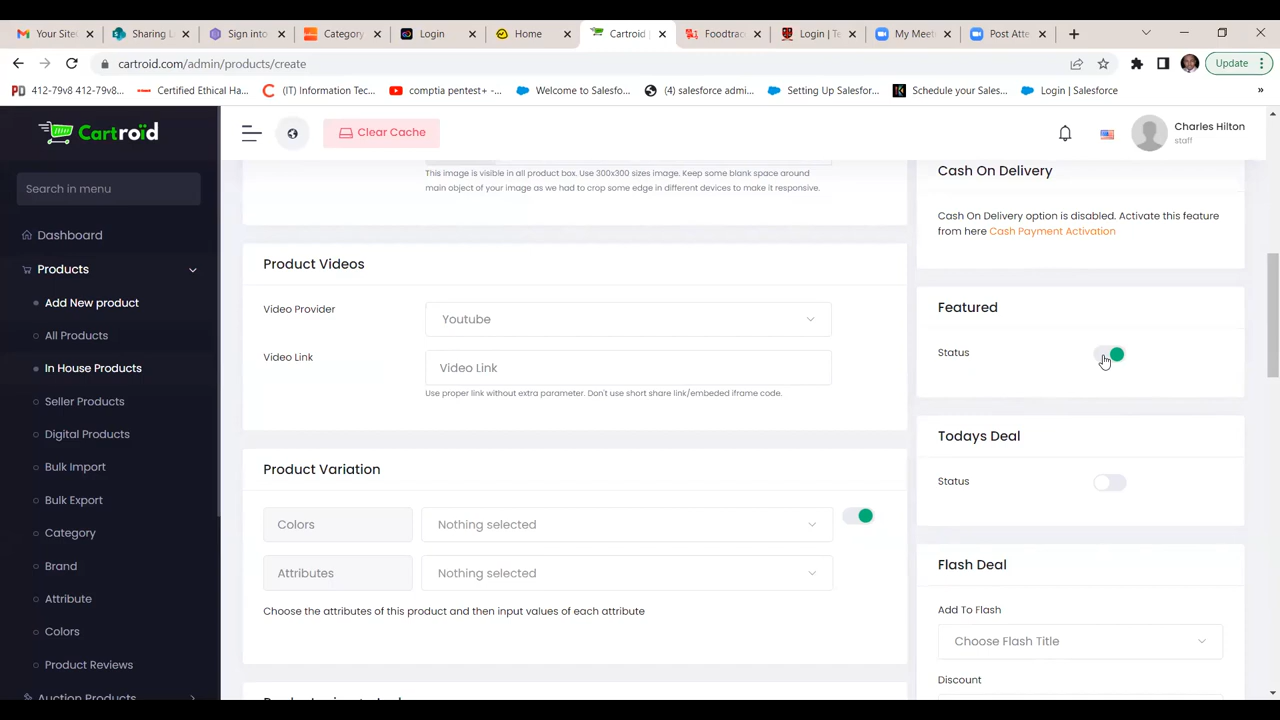 Your Site
Sharing L
Sign into
Category
Login
Home
Cartroid
Foodtrac
Login | T
My Mee
Post Atte
cartroid.com/admin/products/create
Update
PD 412-79v8 412-79v8...
Certified Ethical Ha...
(IT) Information Tec...
comptia pentest+ -...
Welcome to Salesfo...
(4) salesforce admi...
Setting Up Salesfor...
Schedule your Sales...
Login | Salesforce
»
Cartroïd
Clear Cache
Charles Hilton
staff
Search in menu
Dashboard
Products
Add New product
All Products
In House Products
Seller Products
Digital Products
Bulk Import
Bulk Export
Category
Brand
Attribute
Colors
Product Reviews
Auction Products
This image is visible in all product box. Use 300x300 sizes image. Keep some blank space around
main object of your image as we had to crop some edge in different devices to make it responsive.
Product Videos
Video Provider
Youtube
Video Link
Video Link
Use proper link without extra parameter. Don't use short share link/embeded iframe code.
Product Variation
Colors
Nothing selected
Attributes
Nothing selected
Choose the attributes of this product and then input values of each attribute
Cash On Delivery
Cash On Delivery option is disabled. Activate this feature
from here Cash Payment Activation
Featured
Status
Todays Deal
Status
Flash Deal
Add To Flash
Choose Flash Title
Discount